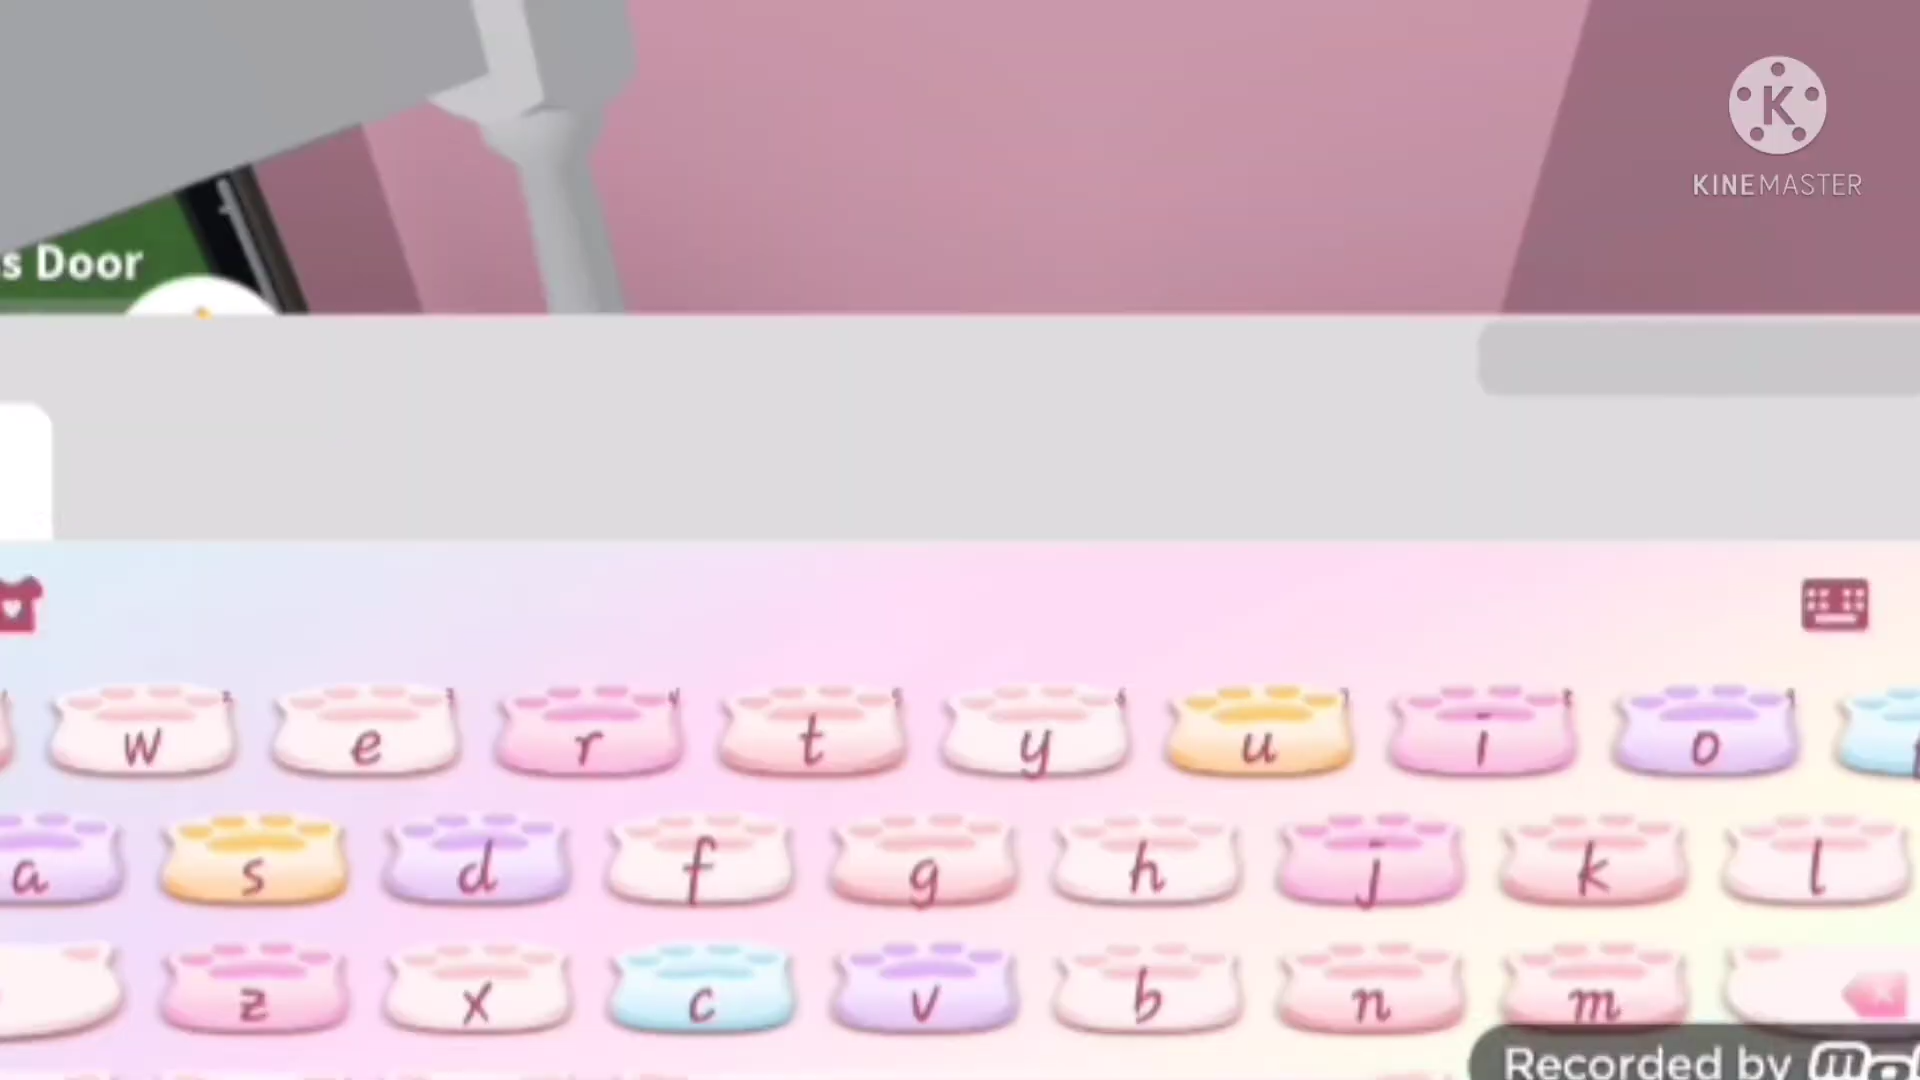 K
KINEMASTER
s Door
w e r t y u i o
a s d f g h j k l
z x c v b n m
Recorded by